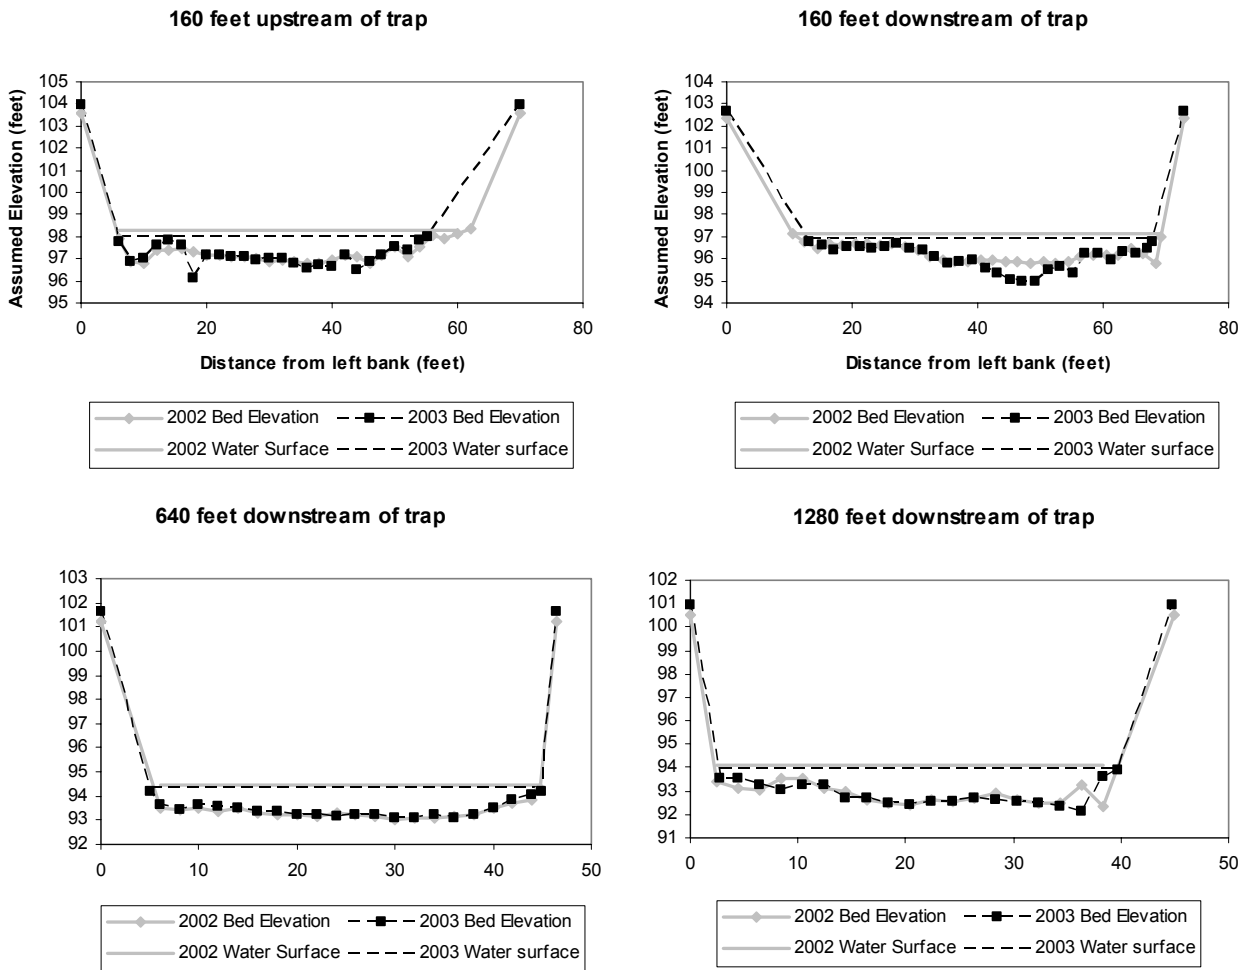 160 feet upstream of trap
105
104
103
102
101
100
99
98
97
96
95
Assumed Elevation (feet)
0 20 40 60 80
Distance from left bank (feet)
2002 Bed Elevation 2003 Bed Elevation
2002 Water Surface 2003 Water surface
160 feet downstream of trap
104
103
102
101
100
99
98
97
96
95
94
Assumed Elevation (feet)
0 20 40 60 80
Distance from left bank (feet)
2002 Bed Elevation 2003 Bed Elevation
2002 Water Surface 2003 Water surface
640 feet downstream of trap
103
102
101
100
99
98
97
96
95
94
93
92
0 10 20 30 40 50
2002 Bed Elevation 2003 Bed Elevation
2002 Water Surface 2003 Water surface
1280 feet downstream of trap
102
101
100
99
98
97
96
95
94
93
92
91
0 10 20 30 40 50
2002 Bed Elevation 2003 Bed Elevation
2002 Water Surface 2003 Water surface